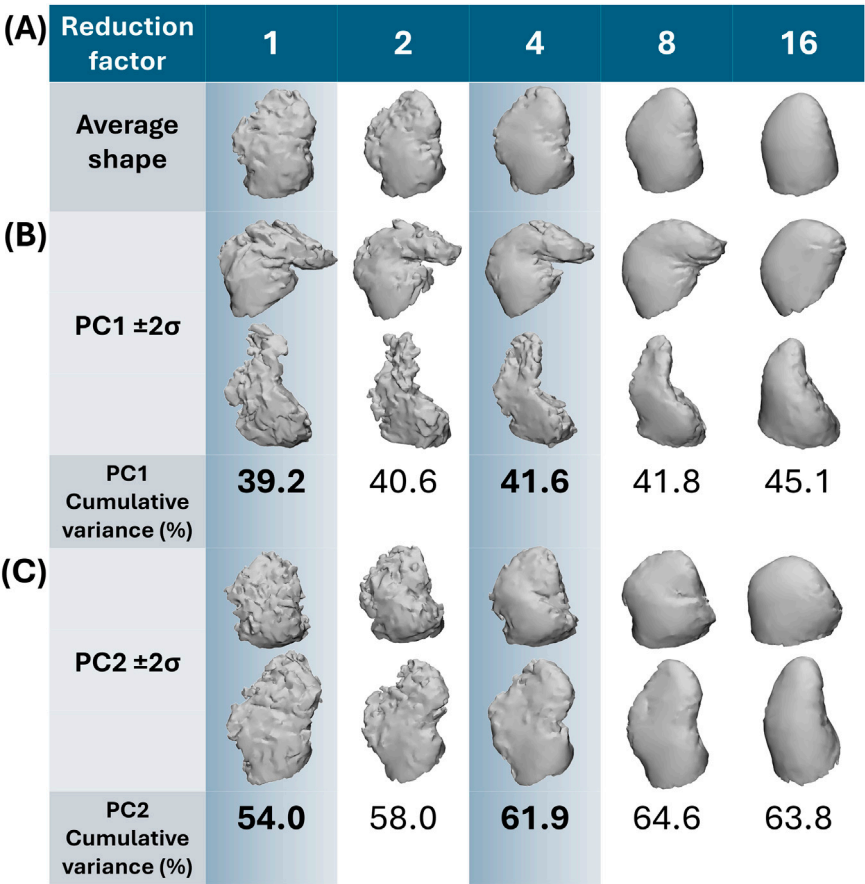 (A)
Reduction
factor
1 2 4 8 16
Average
shape
(B)
PC1 ±2σ
PC1
Cumulative
variance (%)
39.2 40.6 41.6 41.8 45.1
(C)
PC2 ±2σ
PC2
Cumulative
variance (%)
54.0 58.0 61.9 64.6 63.8